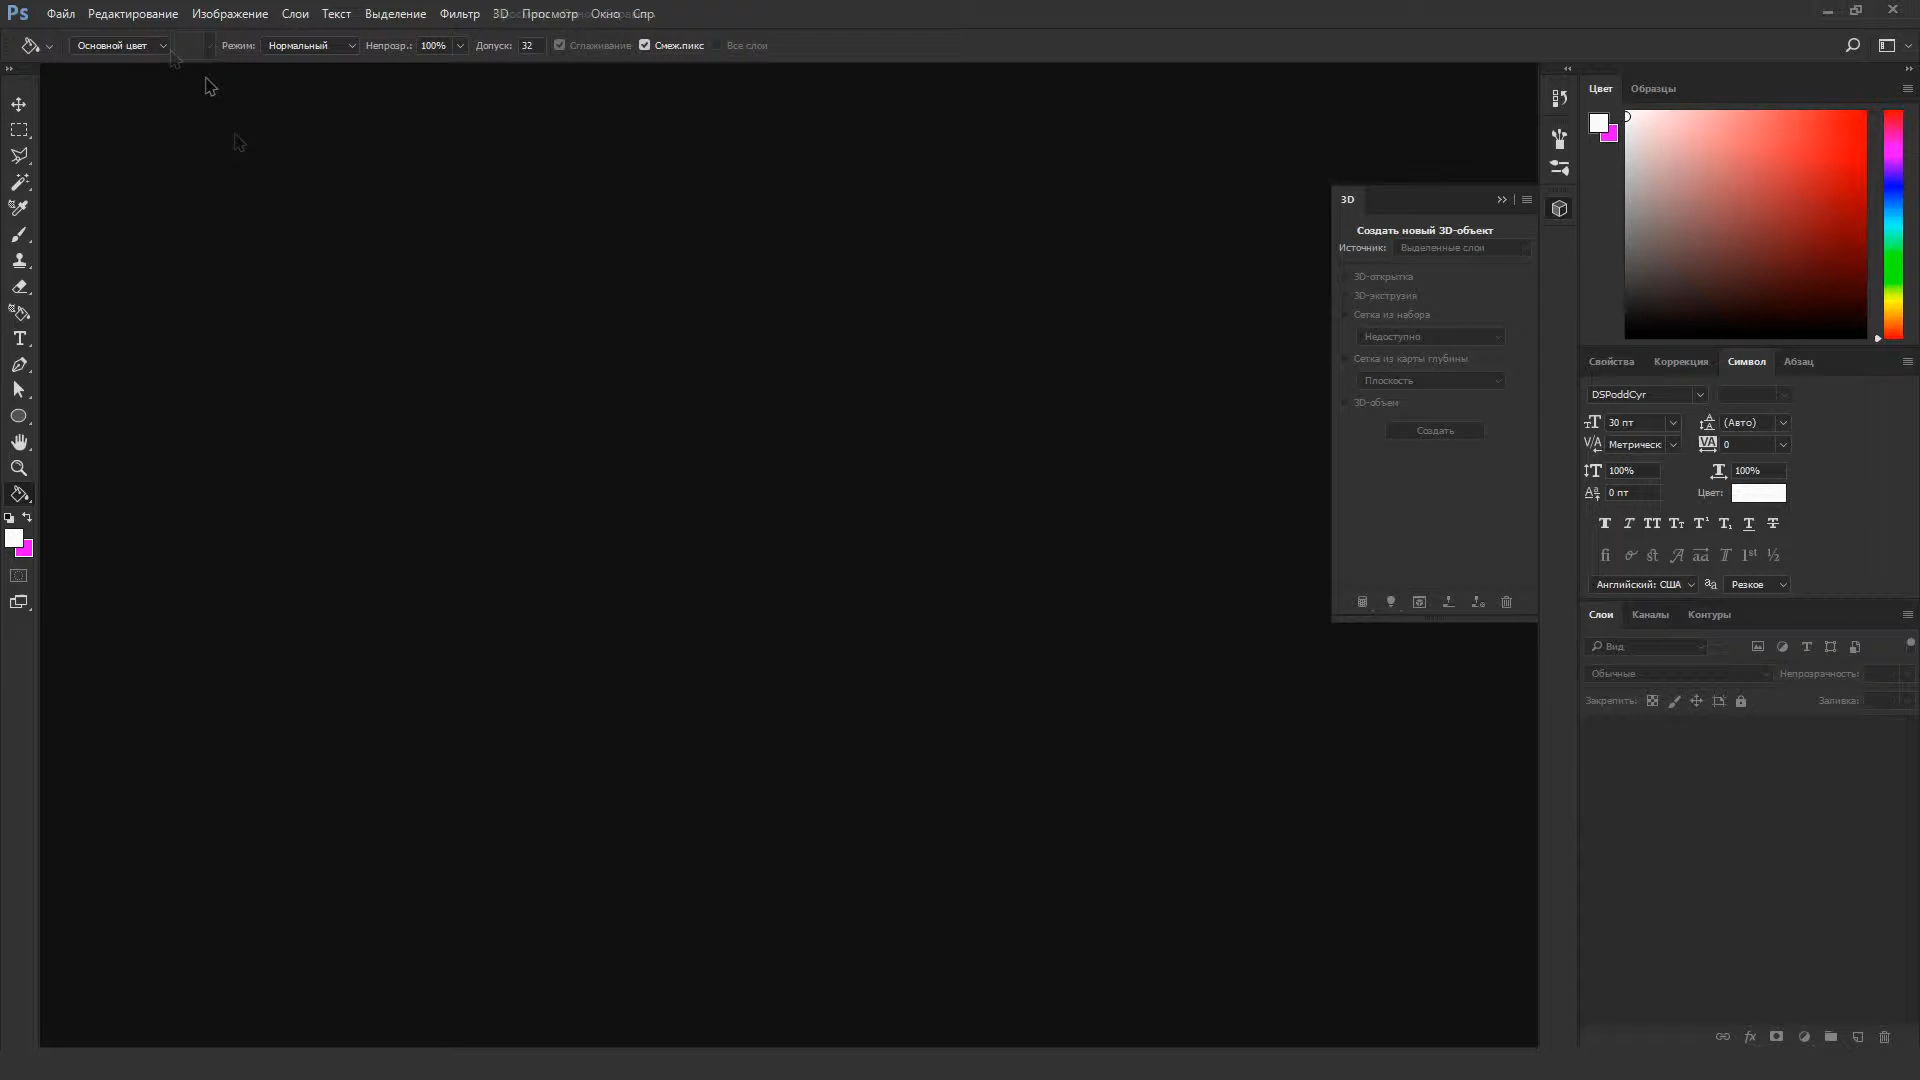 Ps Файл Редактирование Изображение Слои Текст Выделение Фильтр 3D Просмотр Окно Спр
Основной цвет Режим: Нормальный Непрозр.: 100% Допуск: 32 Сглаживание Смеж.пикс Все слои
Цвет Образцы
3D
Создать новый 3D-объект
Источник: Выделенные слои
3D-открытка
3D-экструзия
Сетка из набора
Недоступно
Сетка из карты глубины
Плоскость
3D-объем
Создать
Свойства Коррекция Символ Абзац
DSPoddCyr
30 пт (Авто)
Метрическ 0
100% 100%
0 пт Цвет:
Английский: США Резкое
Слои Каналы Контуры
Вид
Обычные Непрозрачность:
Закрепить: Заливка: